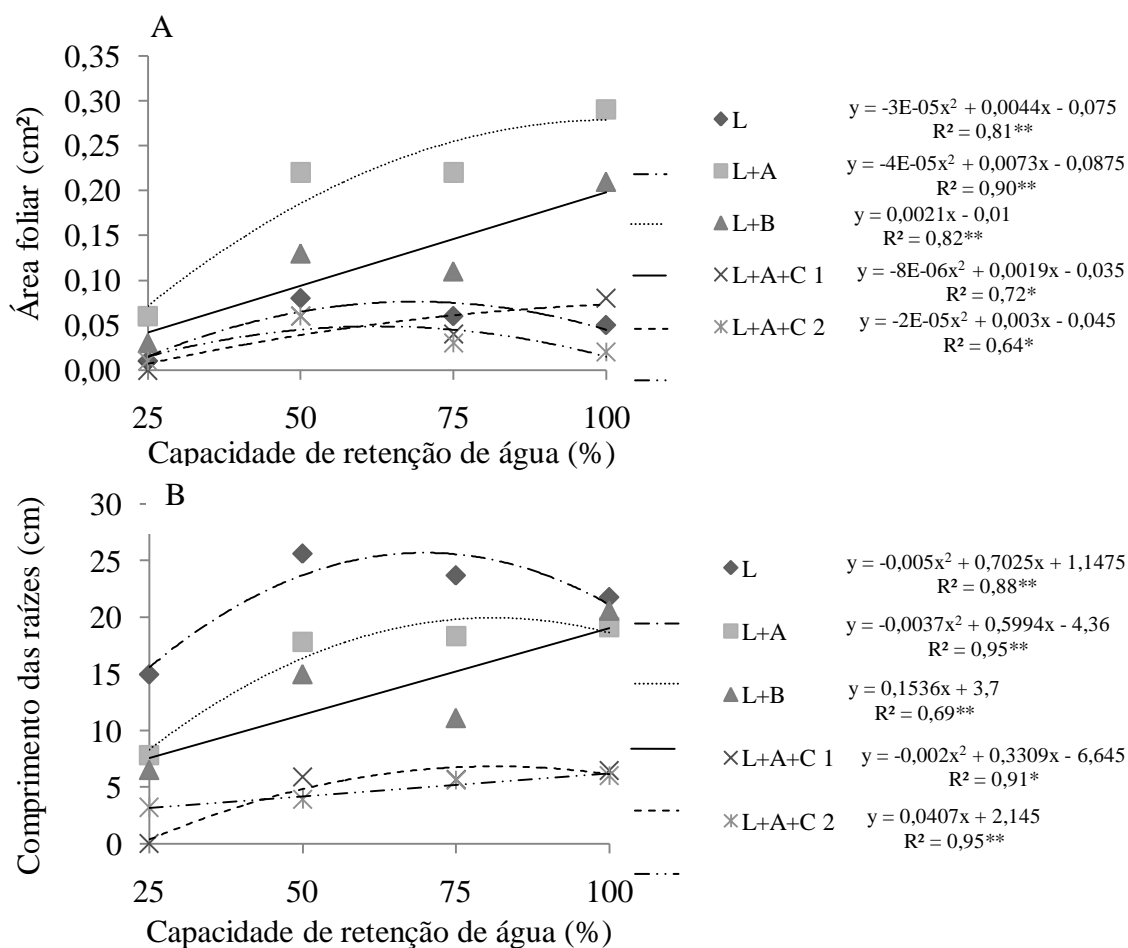 A
0,35
0,30
0,25
0,20
0,15
0,10
0,05
0,00
Área foliar (cm²)
25 50 75 100
Capacidade de retenção de água (%)
L y = -3E-05x² + 0,0044x - 0,075
R² = 0,81**
L+A y = -4E-05x² + 0,0073x - 0,0875
R² = 0,90**
L+B y = 0,0021x - 0,01
R² = 0,82**
L+A+C 1 y = -8E-06x² + 0,0019x - 0,035
R² = 0,72*
L+A+C 2 y = -2E-05x² + 0,003x - 0,045
R² = 0,64*
B
30
25
20
15
10
5
0
Comprimento das raízes (cm)
25 50 75 100
Capacidade de retenção de água (%)
L y = -0,005x² + 0,7025x + 1,1475
R² = 0,88**
L+A y = -0,0037x² + 0,5994x - 4,36
R² = 0,95**
L+B y = 0,1536x + 3,7
R² = 0,69**
L+A+C 1 y = -0,002x² + 0,3309x - 6,645
R² = 0,91*
L+A+C 2 y = 0,0407x + 2,145
R² = 0,95**